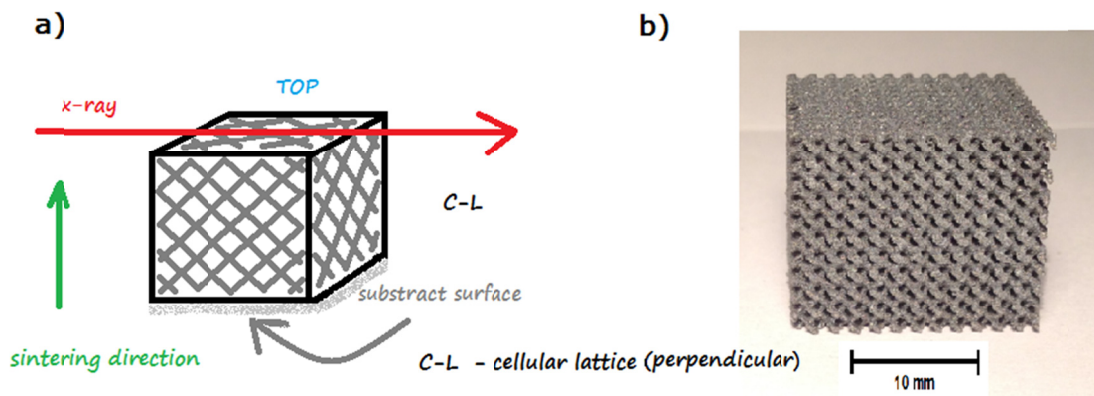 a)
b)
TOP
x-ray
C-L
substract surface
sintering direction
C-L - cellular lattice (perpendicular)
10 mm